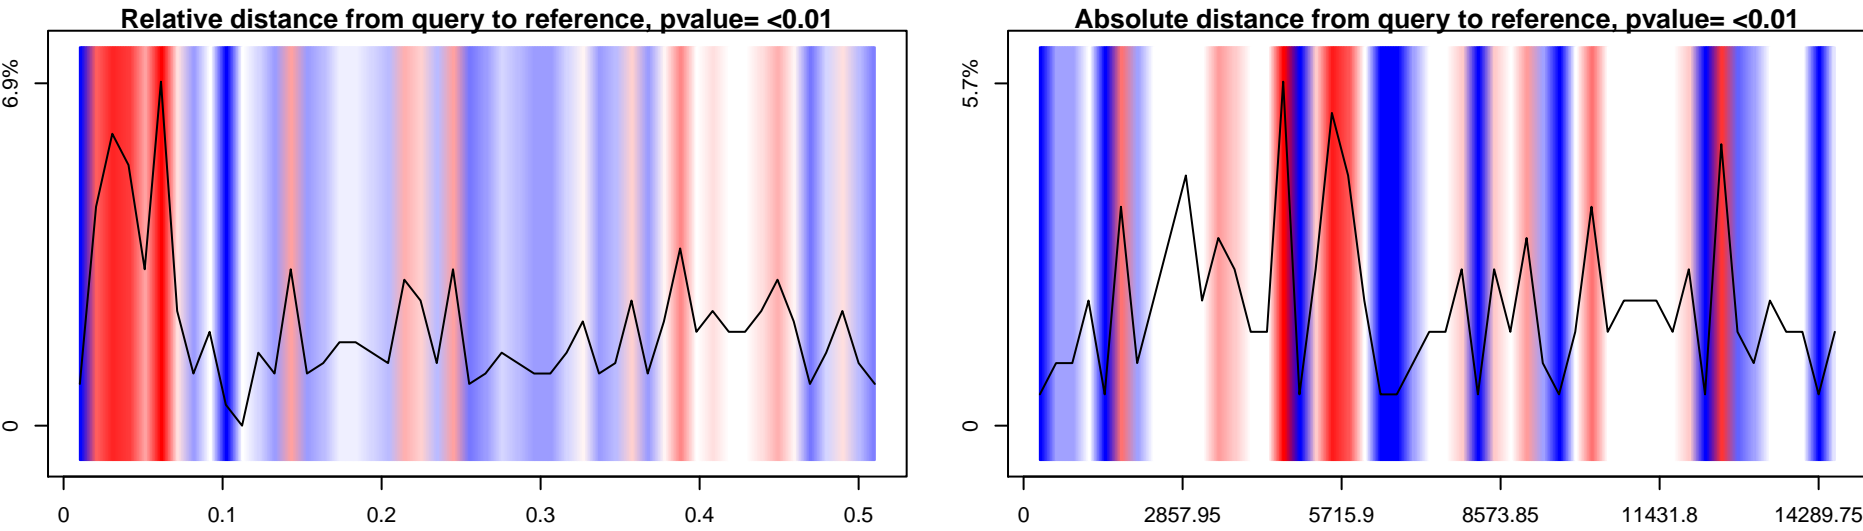 Relative distance from query to reference, pvalue= <0.01
6.9%
0
0 0.1 0.2 0.3 0.4 0.5
Absolute distance from query to reference, pvalue= <0.01
5.7%
0
0 2857.95 5715.9 8573.85 11431.8 14289.75